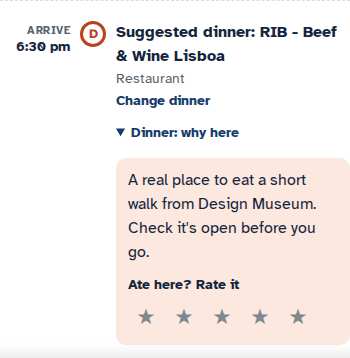 ARRIVE
6:30 pm
D
Suggested dinner: RIB - Beef
& Wine Lisboa
Restaurant
Change dinner
▼ Dinner: why here
A real place to eat a short
walk from Design Museum.
Check it's open before you
go.
Ate here? Rate it
★ ★ ★ ★ ★